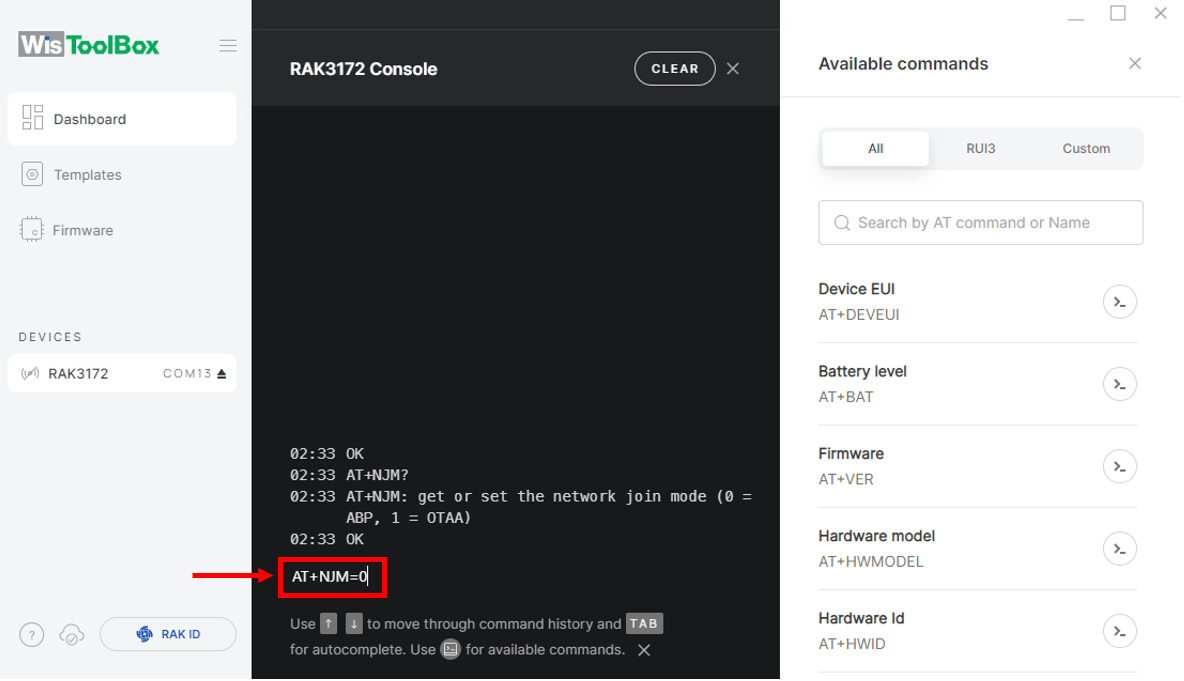 WisToolBox
Dashboard
Templates
Firmware
DEVICES
RAK3172 COM13
?
RAK ID
RAK3172 Console
CLEAR
02:33 OK
02:33 AT+NJM?
02:33 AT+NJM: get or set the network join mode (0 =
ABP, 1 = OTAA)
02:33 OK
AT+NJM=0
Use ↑ ↓ to move through command history and TAB
for autocomplete. Use for available commands.
Available commands
All RUI3 Custom
Search by AT command or Name
Device EUI
AT+DEVEUI
Battery level
AT+BAT
Firmware
AT+VER
Hardware model
AT+HWMODEL
Hardware Id
AT+HWID